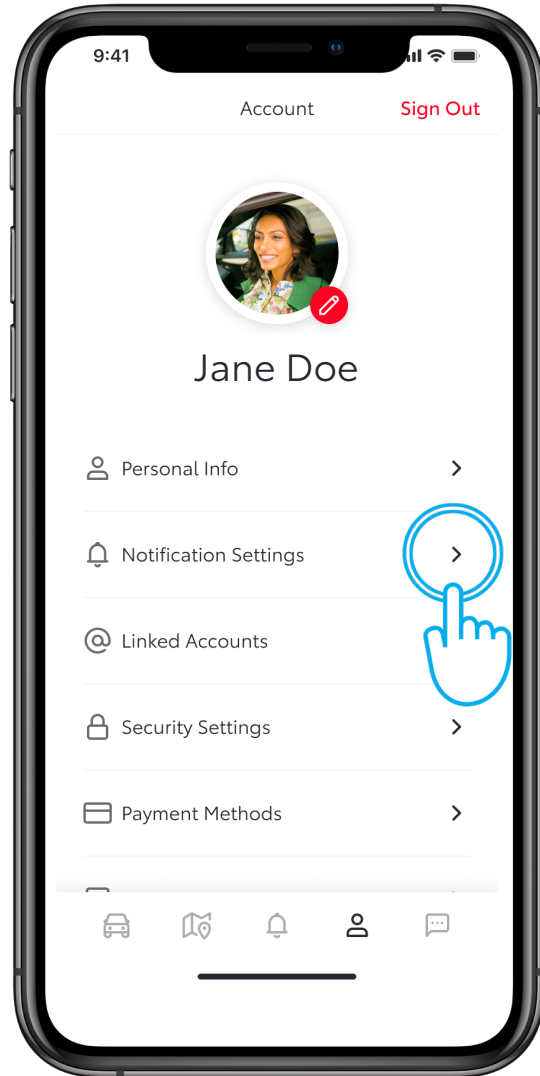 9:41
Account
Sign Out
Jane Doe
Personal Info
Notification Settings
Linked Accounts
Security Settings
Payment Methods